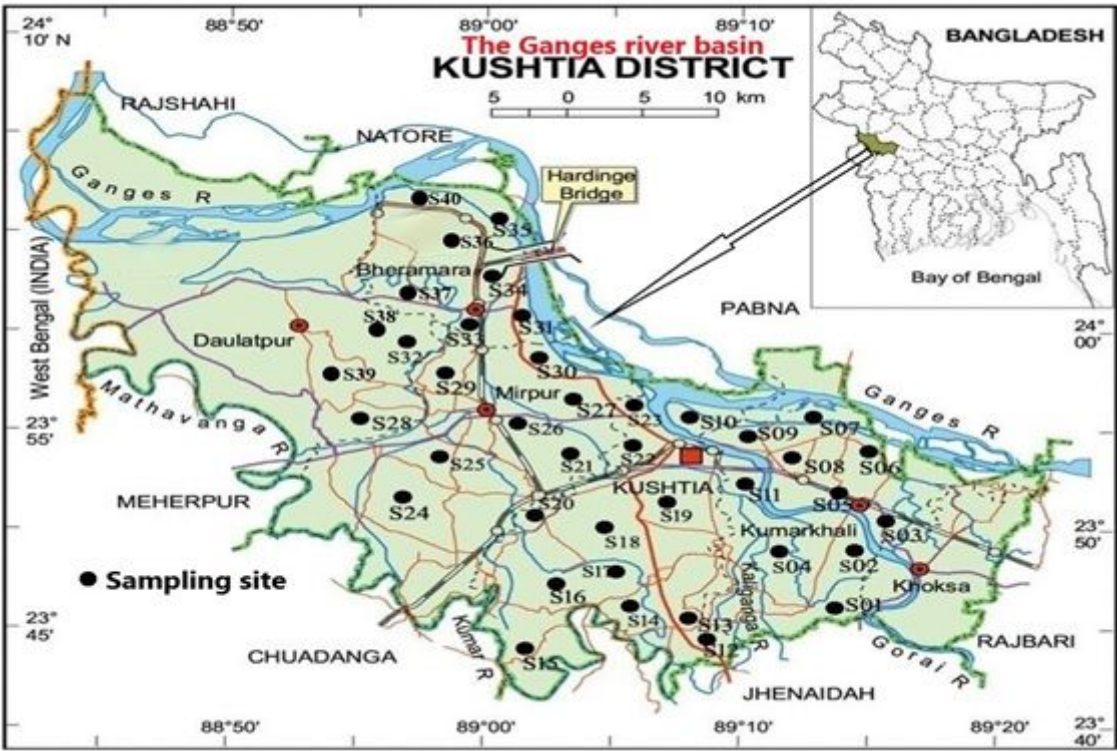 24°
10' N
88°50'
89°00'
89°10'
The Ganges river basin
KUSHTIA DISTRICT
5 0 5 10 km
BANGLADESH
Bay of Bengal
RAJSHAHI
NATORE
Hardinge
Bridge
Ganges R
S40
S35
S36
Bheramara
S34
S37
PABNA
West Bengal (INDIA)
S38
S33
S31
24°
00'
Daulatpur
S32
S30
S39
S29
Mirpur
Mathavanga R
S27
S23
S10
S07
Ganges R
23°
55'
S28
S26
S09
S25
S21
S22
S08
S06
MEHERPUR
S24
S20
KUSHTIA
S11
S05
S19
S18
Kumarkhali
S03
23°
50'
S04
S02
Sampling site
S17
S16
Kaliganga R
Khoksa
S14
S13
S01
23°
45'
Kumar R
S12
RAJBARI
CHUADANGA
S15
Gorai R
JHENAIDAH
88°50'
89°00'
89°10'
89°20'
23°
40'